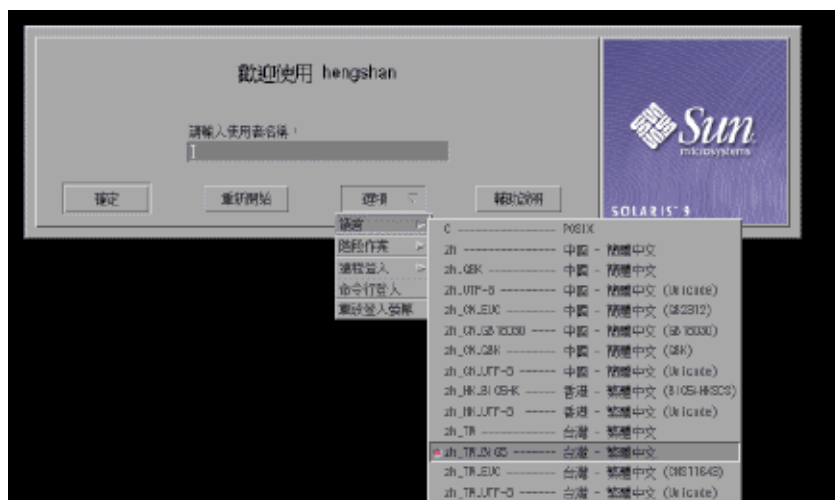 歡迎使用 hengshan
請輸入使用者名稱：
確定
重新開始
選項
輔助說明
Sun
microsystems
SOLARIS™ 9
語言
階段作業
遠程登入
命令行登入
重設登入螢幕
C ---------------- POSIX
zh ---------------- 中國 - 簡體中文
zh.GBK ------------ 中國 - 簡體中文
zh.UTF-8 ---------- 中國 - 簡體中文 (Unicode)
zh_CN.EUC --------- 中國 - 簡體中文 (GB2312)
zh_CN.GB18030 ---- 中國 - 簡體中文 (GB18030)
zh_CN.GBK --------- 中國 - 簡體中文 (GBK)
zh_CN.UTF-8 ------- 中國 - 簡體中文 (Unicode)
zh_HK.BIG5HK ------ 香港 - 繁體中文 (BIG5+HKSCS)
zh_HK.UTF-8 ------- 香港 - 繁體中文 (Unicode)
zh_TW ------------- 台灣 - 繁體中文
zh_TW.BIG5 -------- 台灣 - 繁體中文
zh_TW.EUC --------- 台灣 - 繁體中文 (CNS11643)
zh_TW.UTF-8 ------- 台灣 - 繁體中文 (Unicode)